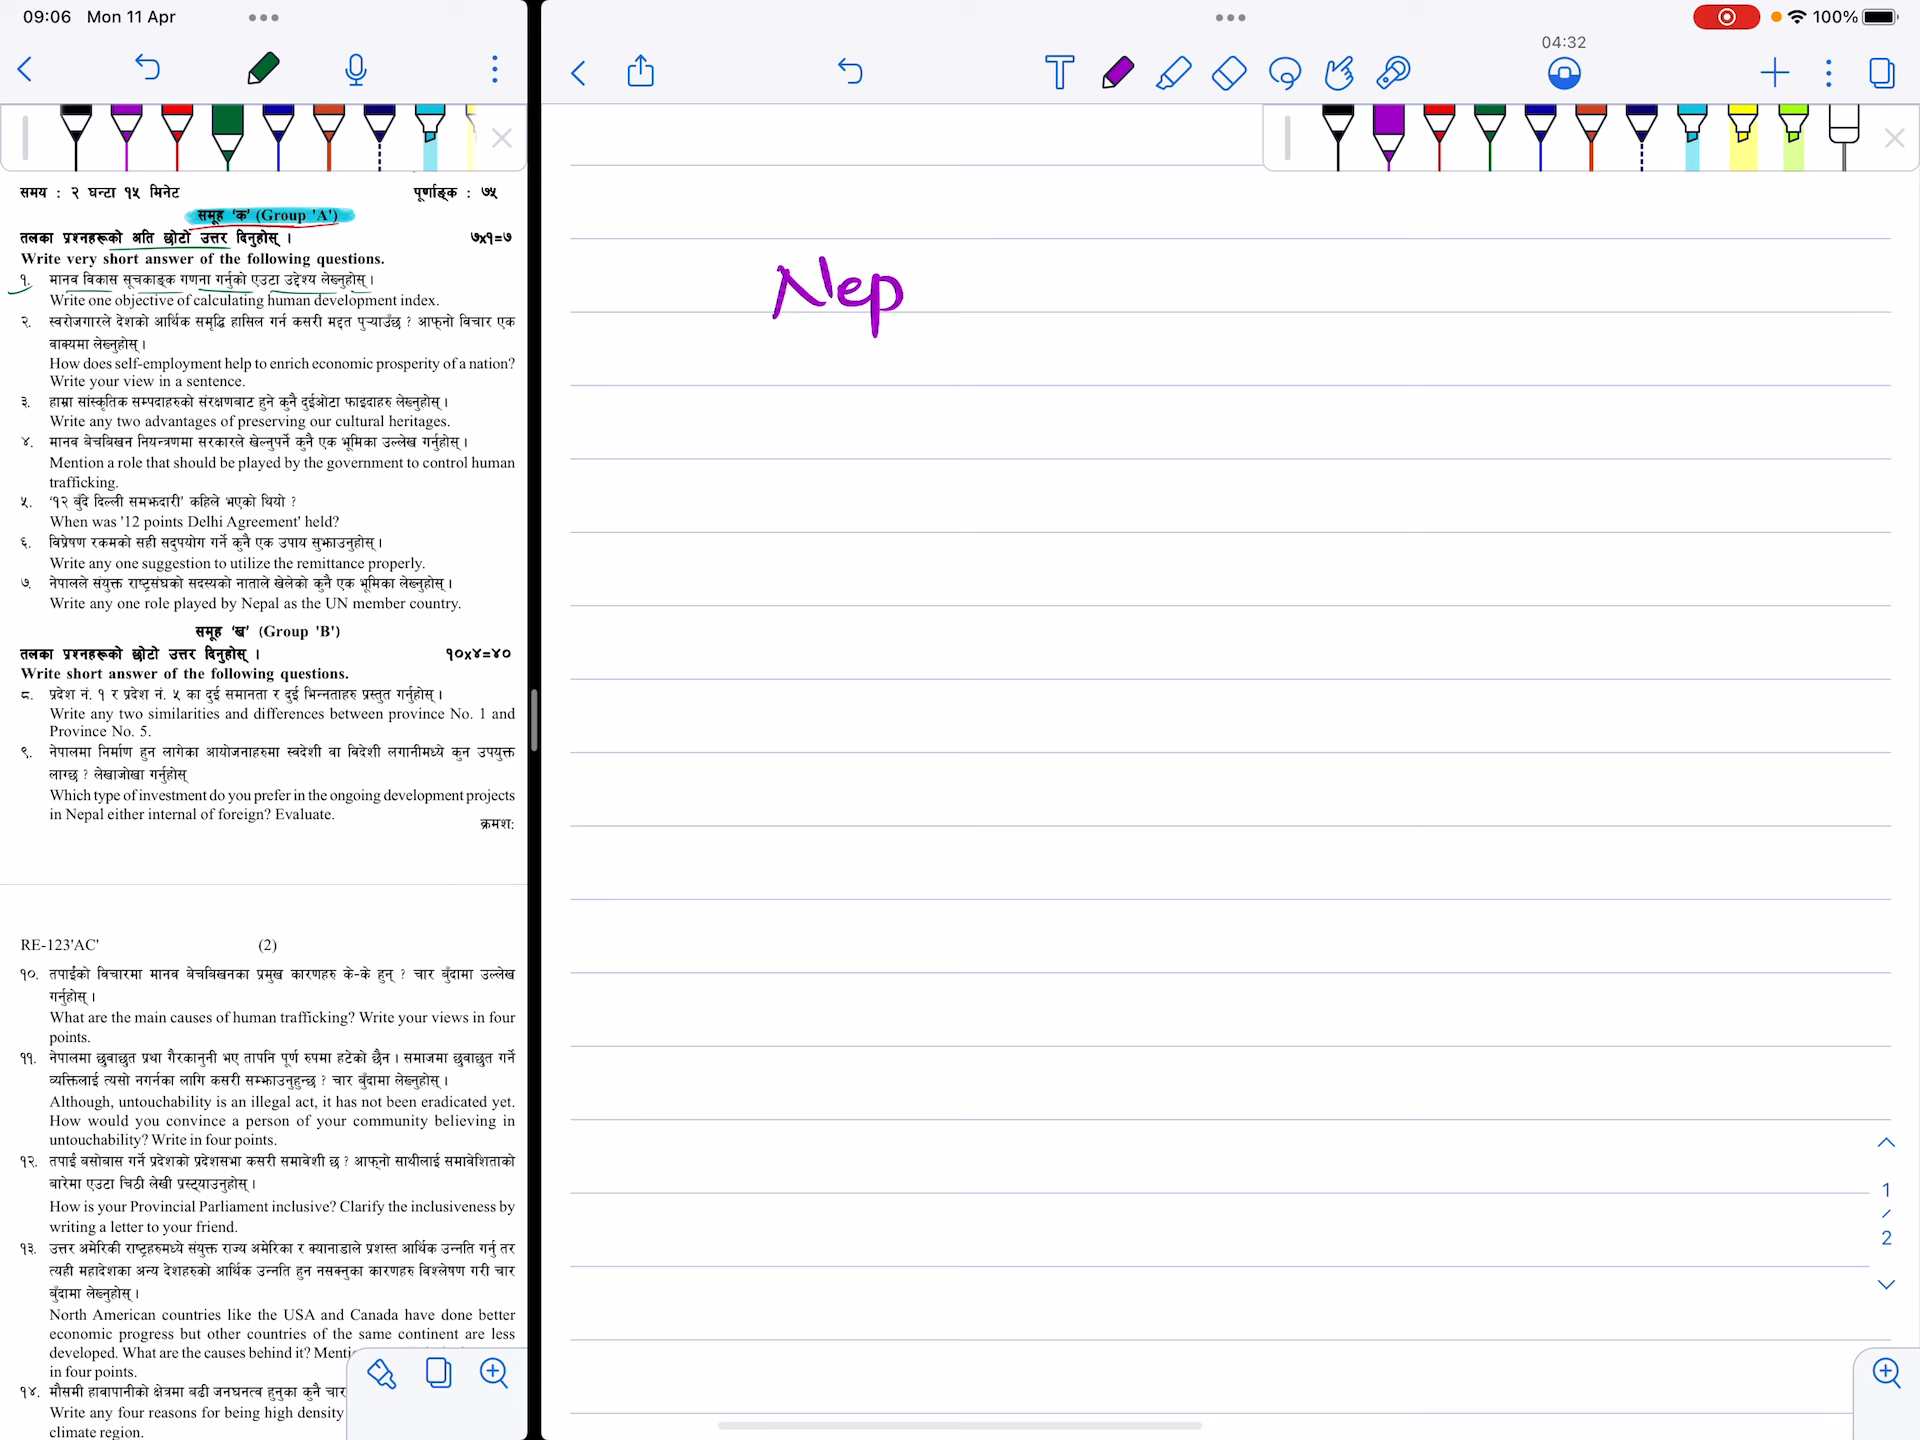 09:06 Mon 11 Apr
100%
04:32
समय : २ घन्टा १५ मिनेट पूर्णाङ्क : ७५
समूह ‘क’ (Group 'A')
तलका प्रश्नहरूको अति छोटो उत्तर दिनुहोस् । ७x१=७
Write very short answer of the following questions.
१. मानव विकास सूचकाङ्क गणना गर्नुको एउटा उद्देश्य लेख्नुहोस् ।
Write one objective of calculating human development index.
२. स्वरोजगारले देशको आर्थिक समृद्धि हासिल गर्न कसरी मद्दत पुऱ्याउँछ ? आफ्नो विचार एक
वाक्यमा लेख्नुहोस् ।
How does self-employment help to enrich economic prosperity of a nation?
Write your view in a sentence.
३. हाम्रा सांस्कृतिक सम्पदाहरुको संरक्षणबाट हुने कुनै दुईओटा फाइदाहरु लेख्नुहोस् ।
Write any two advantages of preserving our cultural heritages.
४. मानव बेचबिखन नियन्त्रणमा सरकारले खेल्नुपर्ने कुनै एक भूमिका उल्लेख गर्नुहोस् ।
Mention a role that should be played by the government to control human
trafficking.
५. '१२ बुँदे दिल्ली समझदारी' कहिले भएको थियो ?
When was '12 points Delhi Agreement' held?
६. विप्रेषण रकमको सही सदुपयोग गर्ने कुनै एक उपाय सुझाउनुहोस् ।
Write any one suggestion to utilize the remittance properly.
७. नेपालले संयुक्त राष्ट्रसंघको सदस्यको नाताले खेलेको कुनै एक भूमिका लेख्नुहोस् ।
Write any one role played by Nepal as the UN member country.
समूह ‘ख’ (Group 'B')
तलका प्रश्नहरूको छोटो उत्तर दिनुहोस् । १०x४=४०
Write short answer of the following questions.
८. प्रदेश नं. १ र प्रदेश नं. ५ का दुई समानता र दुई भिन्नताहरु प्रस्तुत गर्नुहोस् ।
Write any two similarities and differences between province No. 1 and
Province No. 5.
९. नेपालमा निर्माण हुन लागेका आयोजनाहरुमा स्वदेशी वा विदेशी लगानीमध्ये कुन उपयुक्त
लाग्छ ? लेखाजोखा गर्नुहोस्
Which type of investment do you prefer in the ongoing development projects
in Nepal either internal of foreign? Evaluate.
क्रमश:
RE-123'AC' (2)
१०. तपाईंको विचारमा मानव बेचबिखनका प्रमुख कारणहरु के-के हुन् ? चार बुँदामा उल्लेख
गर्नुहोस् ।
What are the main causes of human trafficking? Write your views in four
points.
११. नेपालमा छुवाछुत प्रथा गैरकानुनी भए तापनि पूर्ण रुपमा हटेको छैन । समाजमा छुवाछुत गर्ने
व्यक्तिलाई त्यसो नगर्नका लागि कसरी सम्झाउनुहुन्छ ? चार बुँदामा लेख्नुहोस् ।
Although, untouchability is an illegal act, it has not been eradicated yet.
How would you convince a person of your community believing in
untouchability? Write in four points.
१२. तपाईं बसोबास गर्ने प्रदेशको प्रदेशसभा कसरी समावेशी छ ? आफ्नो साथीलाई समावेशिताको
बारेमा एउटा चिठी लेखी प्रस्ट्याउनुहोस् ।
How is your Provincial Parliament inclusive? Clarify the inclusiveness by
writing a letter to your friend.
१३. उत्तर अमेरिकी राष्ट्रहरुमध्ये संयुक्त राज्य अमेरिका र क्यानाडाले प्रशस्त आर्थिक उन्नति गर्नु तर
त्यही महादेशका अन्य देशहरुको आर्थिक उन्नति हुन नसक्नुका कारणहरु विश्लेषण गरी चार
बुँदामा लेख्नुहोस् ।
North American countries like the USA and Canada have done better
economic progress but other countries of the same continent are less
developed. What are the causes behind it? Menti
in four points.
१४. मौसमी हावापानीको क्षेत्रमा बढी जनघनत्व हुनुका कुनै चार
Write any four reasons for being high density
climate region.
Nep
1
/
2